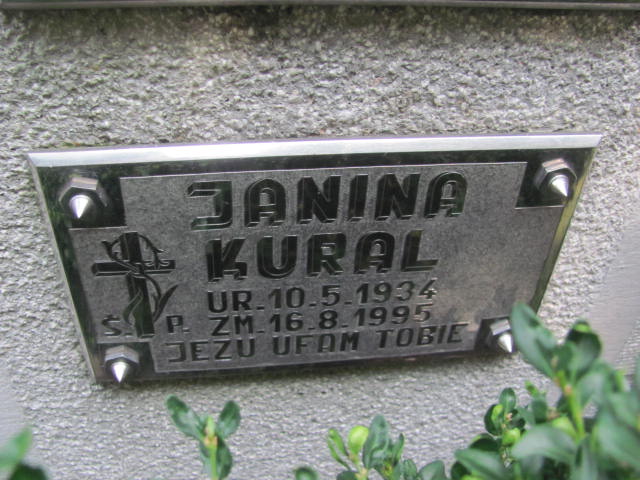 JANINA
KURAL
UR. 10.5.1934
Ś. P. ZM. 16.8.1995
JEZU UFAM TOBIE